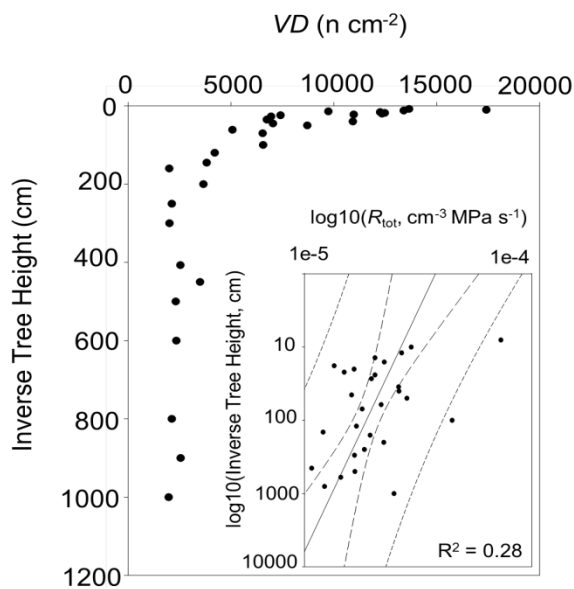 VD (n cm⁻²)
0 5000 10000 15000 20000
0
200
400
600
800
1000
1200
Inverse Tree Height (cm)
log10(Rtot, cm⁻³ MPa s⁻¹)
1e-5 1e-4
10
100
1000
10000
log10(Inverse Tree Height, cm)
R² = 0.28